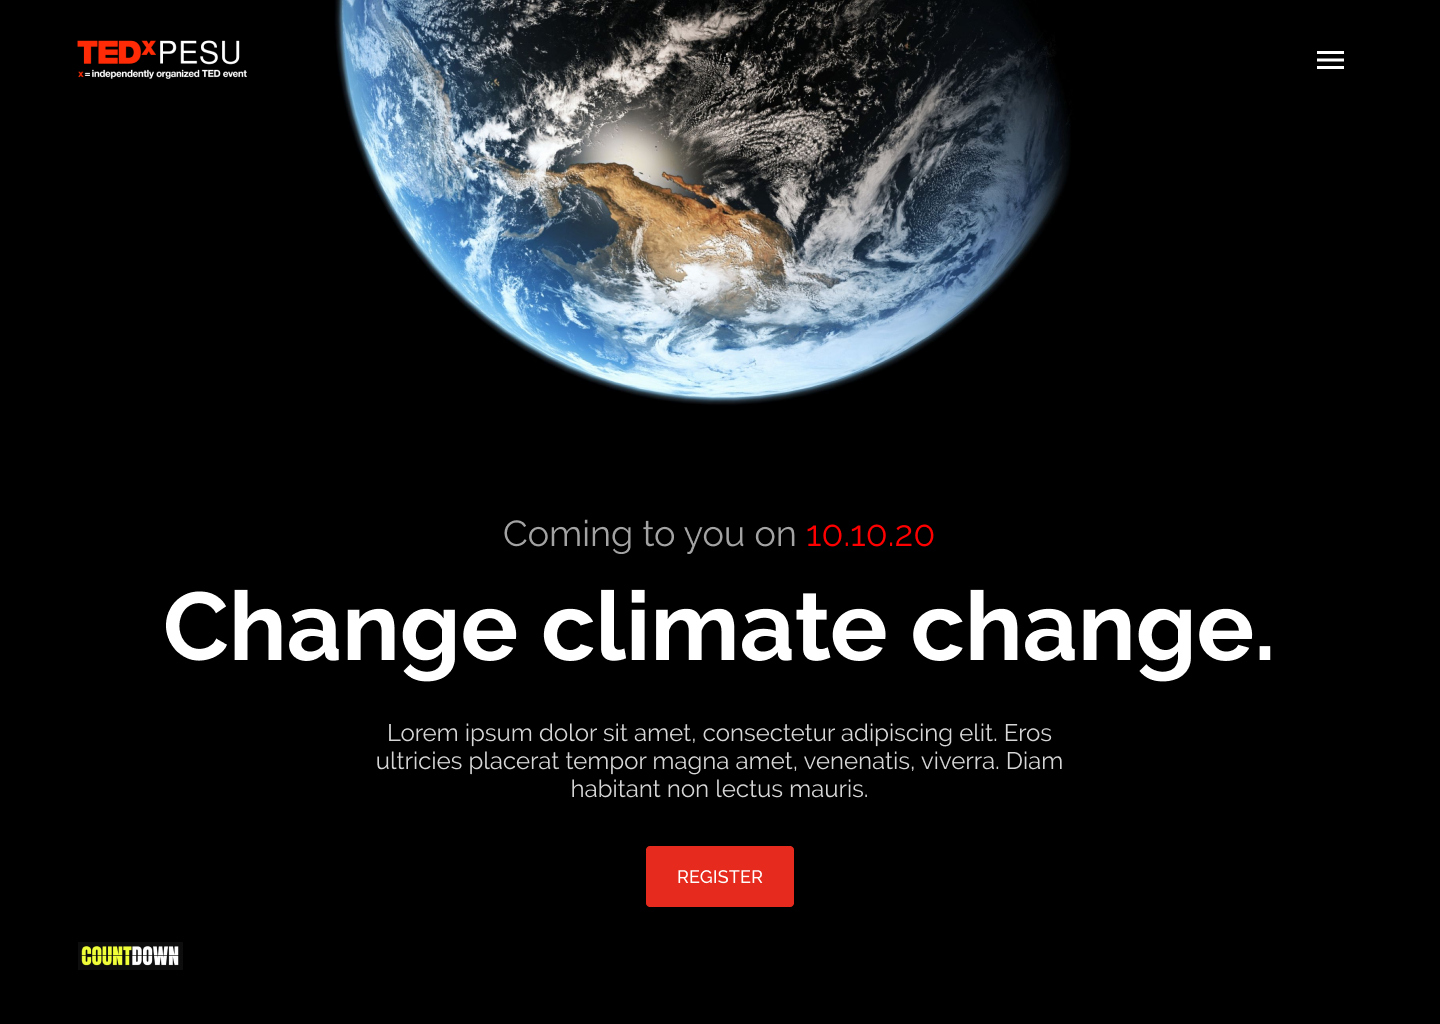 TEDxPESU
x = independently organized TED event
Coming to you on 10.10.20
Change climate change.
Lorem ipsum dolor sit amet, consectetur adipiscing elit. Eros
ultricies placerat tempor magna amet, venenatis, viverra. Diam
habitant non lectus mauris.
REGISTER
COUNTDOWN